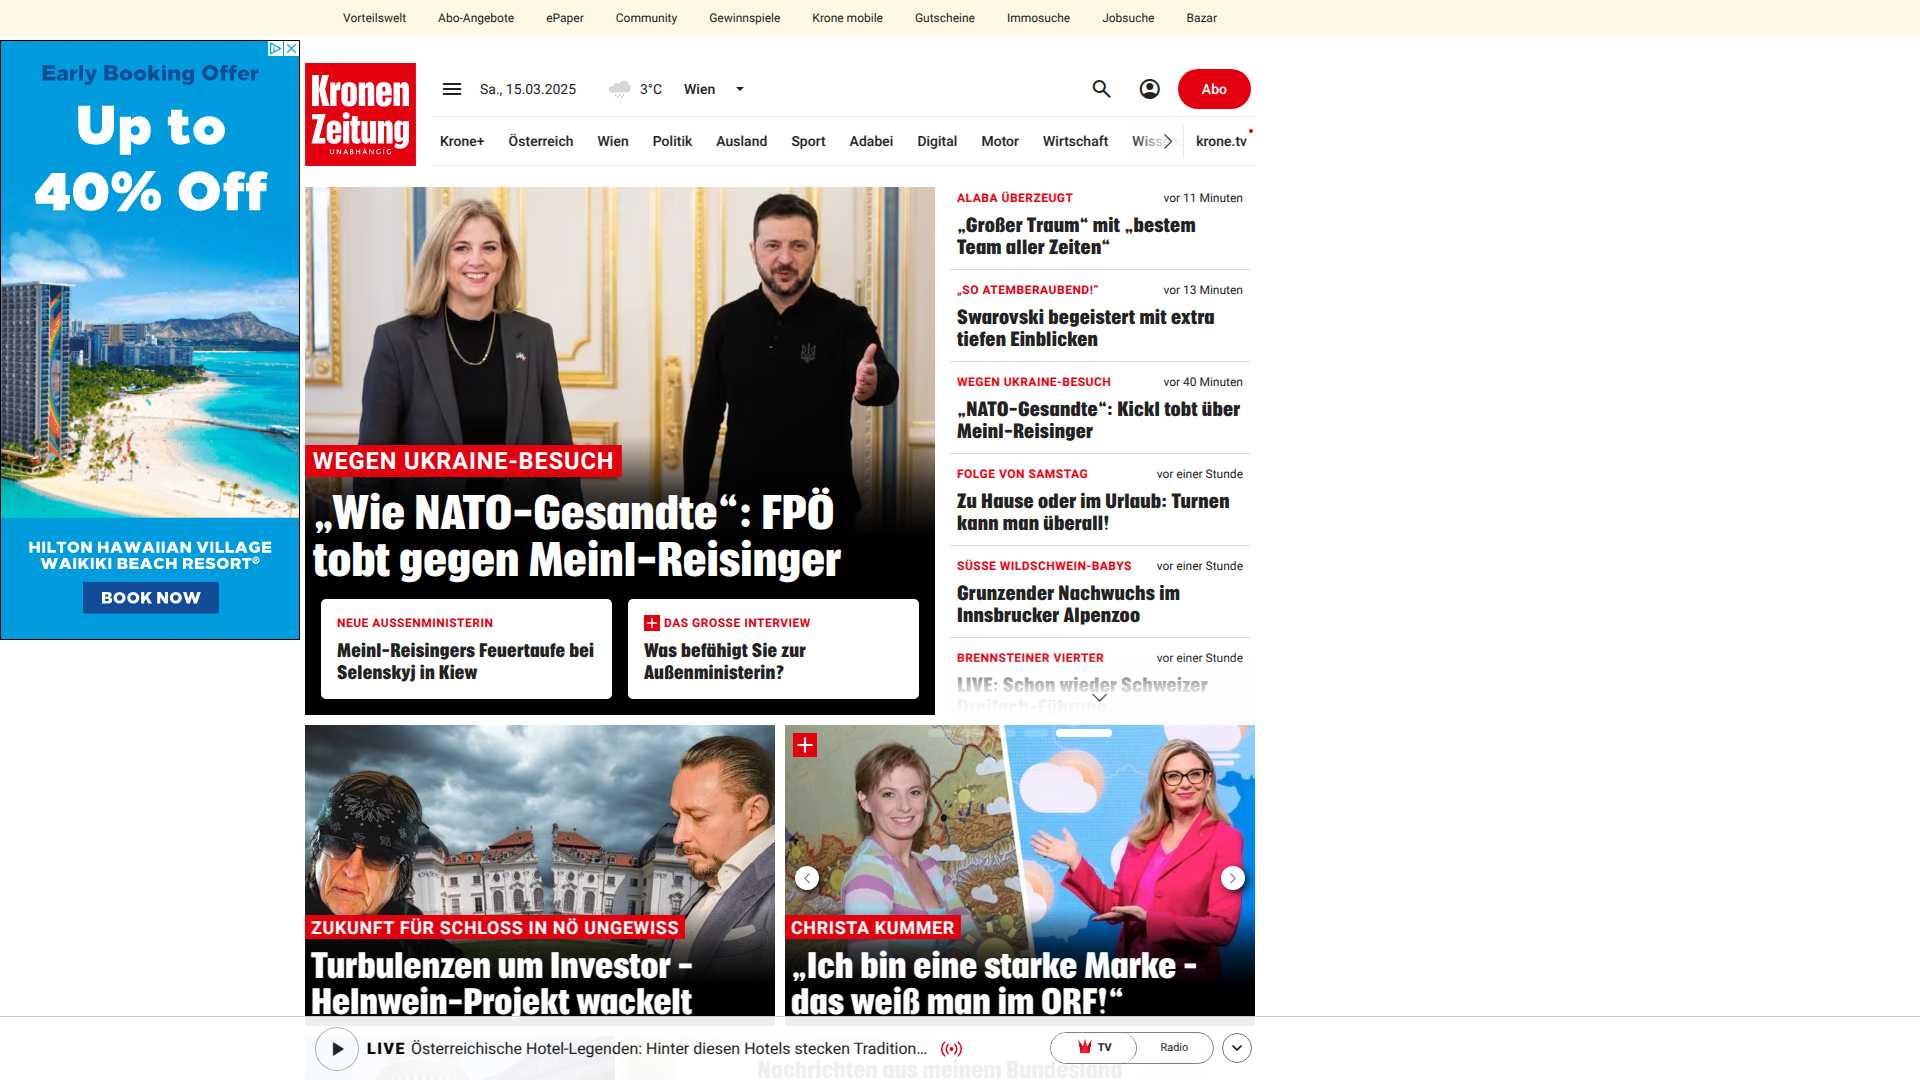 Vorteilswelt Abo-Angebote ePaper Community Gewinnspiele Krone mobile Gutscheine Immosuche Jobsuche Bazar
Early Booking Offer
Up to
40% Off
HILTON HAWAIIAN VILLAGE
WAIKIKI BEACH RESORT®
BOOK NOW
Kronen
Zeitung
UNABHÄNGIG
Sa., 15.03.2025 3°C Wien
Abo
Krone+ Österreich Wien Politik Ausland Sport Adabei Digital Motor Wirtschaft krone.tv
WEGEN UKRAINE-BESUCH
„Wie NATO-Gesandte“: FPÖ
tobt gegen Meinl-Reisinger
NEUE AUSSENMINISTERIN
Meinl-Reisingers Feuertaufe bei
Selenskyj in Kiew
DAS GROSSE INTERVIEW
Was befähigt Sie zur
Außenministerin?
ALABA ÜBERZEUGT vor 11 Minuten
„Großer Traum“ mit „bestem
Team aller Zeiten“
„SO ATEMBERAUBEND!“ vor 13 Minuten
Swarovski begeistert mit extra
tiefen Einblicken
WEGEN UKRAINE-BESUCH vor 40 Minuten
„NATO-Gesandte“: Kickl tobt über
Meinl-Reisinger
FOLGE VON SAMSTAG vor einer Stunde
Zu Hause oder im Urlaub: Turnen
kann man überall!
SÜSSE WILDSCHWEIN-BABYS vor einer Stunde
Grunzender Nachwuchs im
Innsbrucker Alpenzoo
BRENNSTEINER VIERTER vor einer Stunde
LIVE: Schon wieder Schweizer
Dreifach-Führung
ZUKUNFT FÜR SCHLOSS IN NÖ UNGEWISS
Turbulenzen um Investor –
Helnwein-Projekt wackelt
CHRISTA KUMMER
„Ich bin eine starke Marke –
das weiß man im ORF!“
LIVE Österreichische Hotel-Legenden: Hinter diesen Hotels stecken Tradition...
TV Radio
Nachrichten aus meinem Bundesland